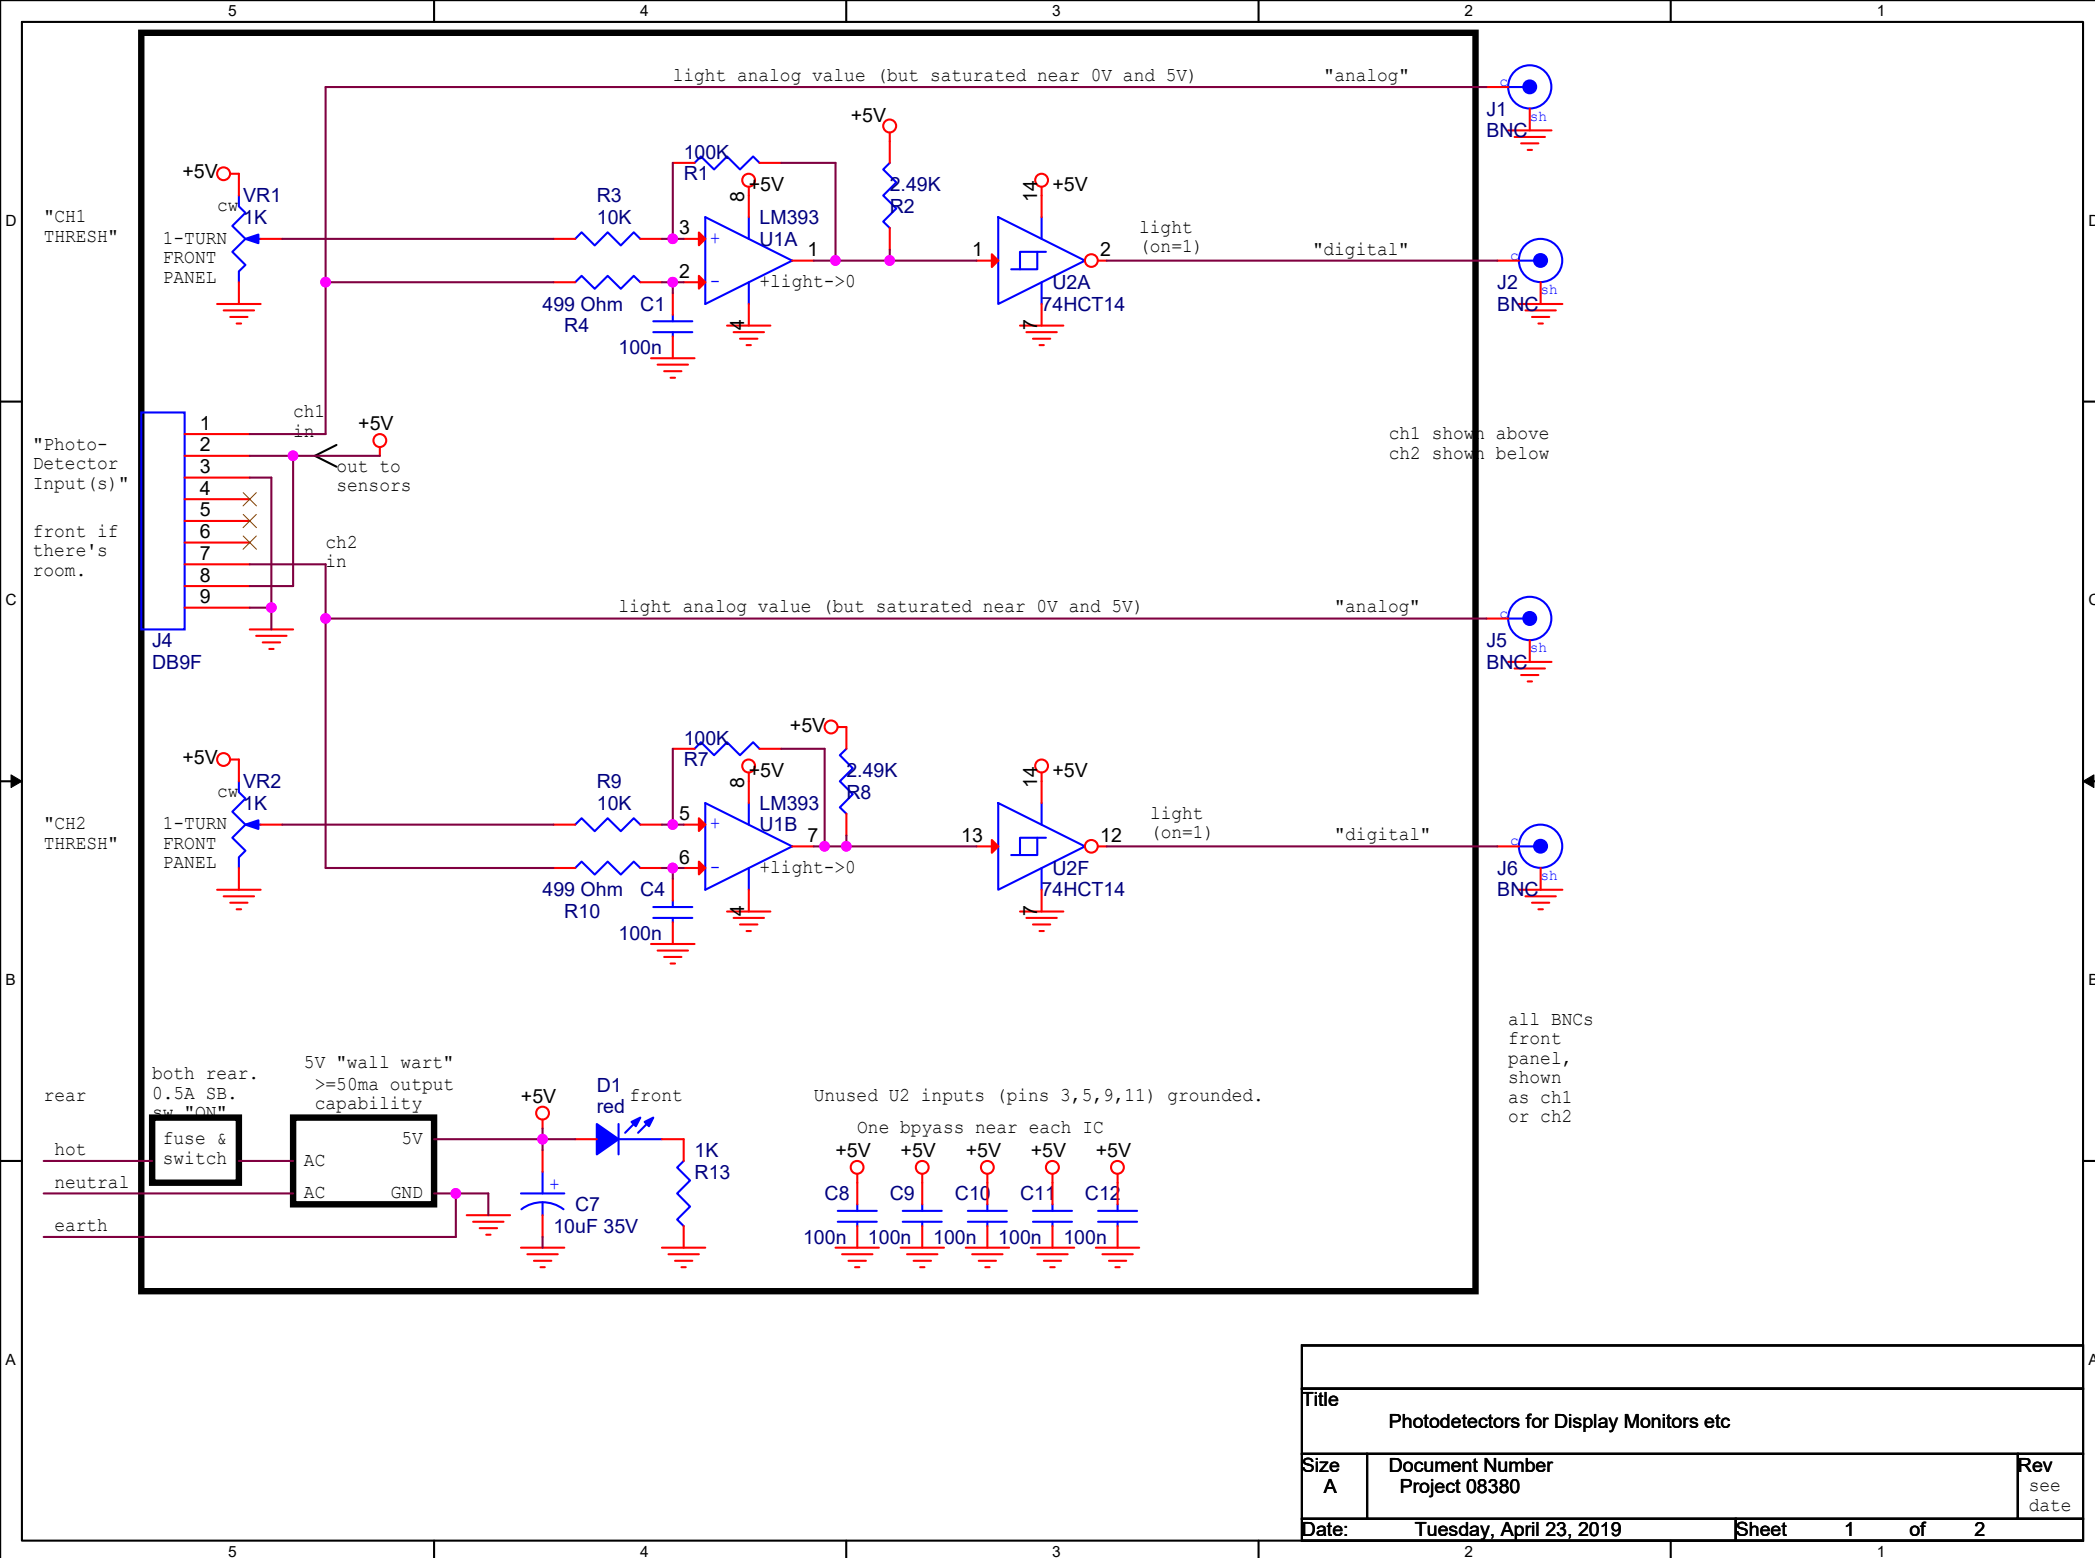 5 4 3 2 1
light analog value (but saturated near 0V and 5V)
"analog"
c
sh
J1
BNC
+5V
2.49K
R2
100K
R1
+5V
8
+5V
14
+5V
VR1
cw
1K
"CH1
THRESH"
1-TURN
FRONT
PANEL
R3
10K
3
+
LM393
U1A
1
2
-
+light->0
4
499 Ohm
R4
C1
100n
1
2
U2A
74HCT14
7
light
(on=1)
"digital"
c
sh
J2
BNC
D
D
ch1
in
+5V
out to
sensors
"Photo-
Detector
Input(s)"
front if
there's
room.
1
2
3
4
5
6
7
8
9
J4
DB9F
ch2
in
ch1 shown above
ch2 shown below
C
C
light analog value (but saturated near 0V and 5V)
"analog"
c
sh
J5
BNC
+5V
2.49K
R8
100K
R7
+5V
8
+5V
14
+5V
VR2
cw
1K
"CH2
THRESH"
1-TURN
FRONT
PANEL
R9
10K
5
+
LM393
U1B
7
6
-
+light->0
4
499 Ohm
R10
C4
100n
13
12
U2F
74HCT14
7
light
(on=1)
"digital"
c
sh
J6
BNC
B
B
all BNCs
front
panel,
shown
as ch1
or ch2
rear
both rear.
0.5A SB.
sw "ON"
fuse &
switch
hot
neutral
earth
5V "wall wart"
>=50ma output
capability
5V
AC
AC
GND
+5V
D1
red
front
1K
R13
+
C7
10uF 35V
Unused U2 inputs (pins 3,5,9,11) grounded.
One bpyass near each IC
+5V +5V +5V +5V +5V
C8 C9 C10 C11 C12
100n 100n 100n 100n 100n
A
A
Title
Photodetectors for Display Monitors etc
Size
A
Document Number
Project 08380
Rev
see
date
Date: Tuesday, April 23, 2019 Sheet 1 of 2
5 4 3 2 1